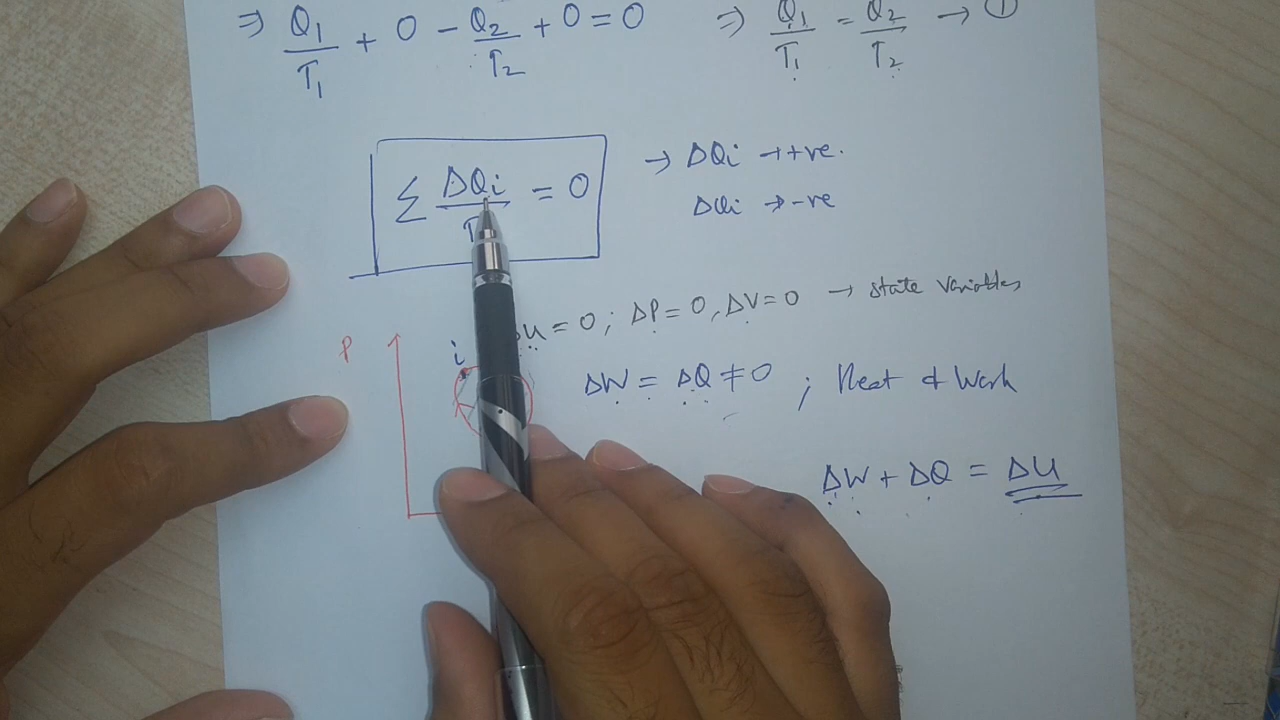 ⇒ Q₁/T₁ + 0 - Q₂/T₂ + 0 = 0 ⇒ Q₁/T₁ = Q₂/T₂ → ①
Σ ΔQi/T = 0 → ΔQi → +ve.
ΔQi → -ve
u = 0 ; ΔP = 0, ΔV = 0 → state variables
P i ΔW = ΔQ ≠ 0 ; Heat & Work
ΔW + ΔQ = ΔU